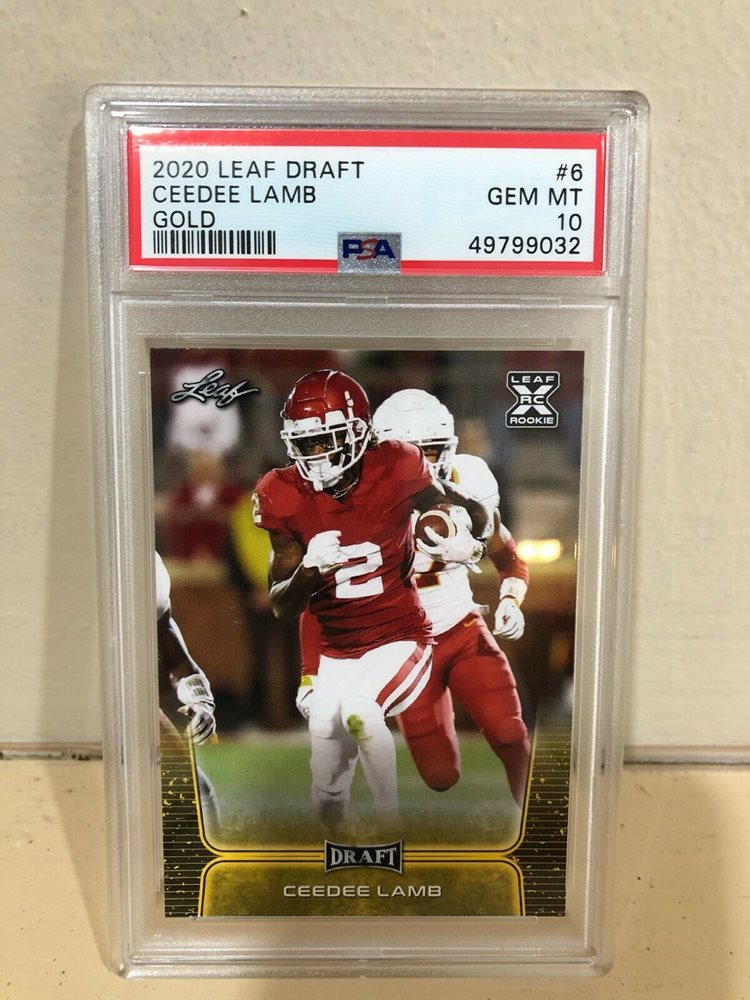 2020 LEAF DRAFT #6
CEEDEE LAMB GEM MT
GOLD 10
PSA 49799032
Leaf
LEAF
RC
ROOKIE
2
2
DRAFT
CEEDEE LAMB